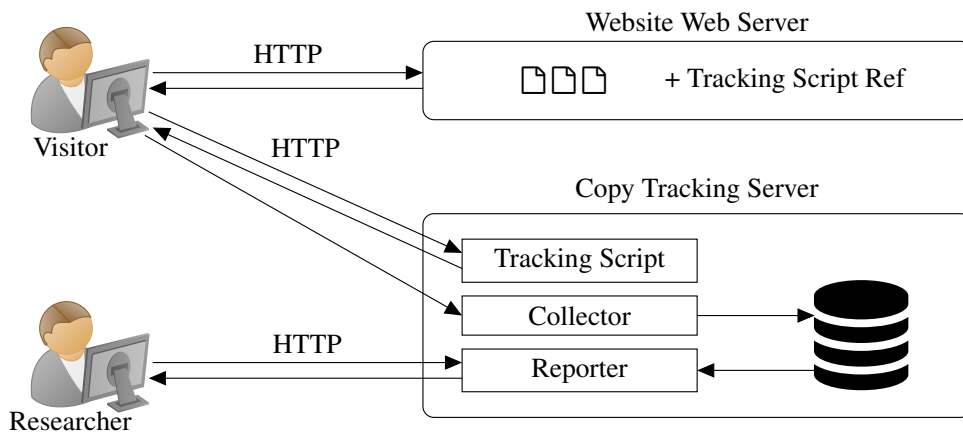 Website Web Server
HTTP
+ Tracking Script Ref
Visitor
HTTP
Copy Tracking Server
Tracking Script
Collector
HTTP
Reporter
Researcher